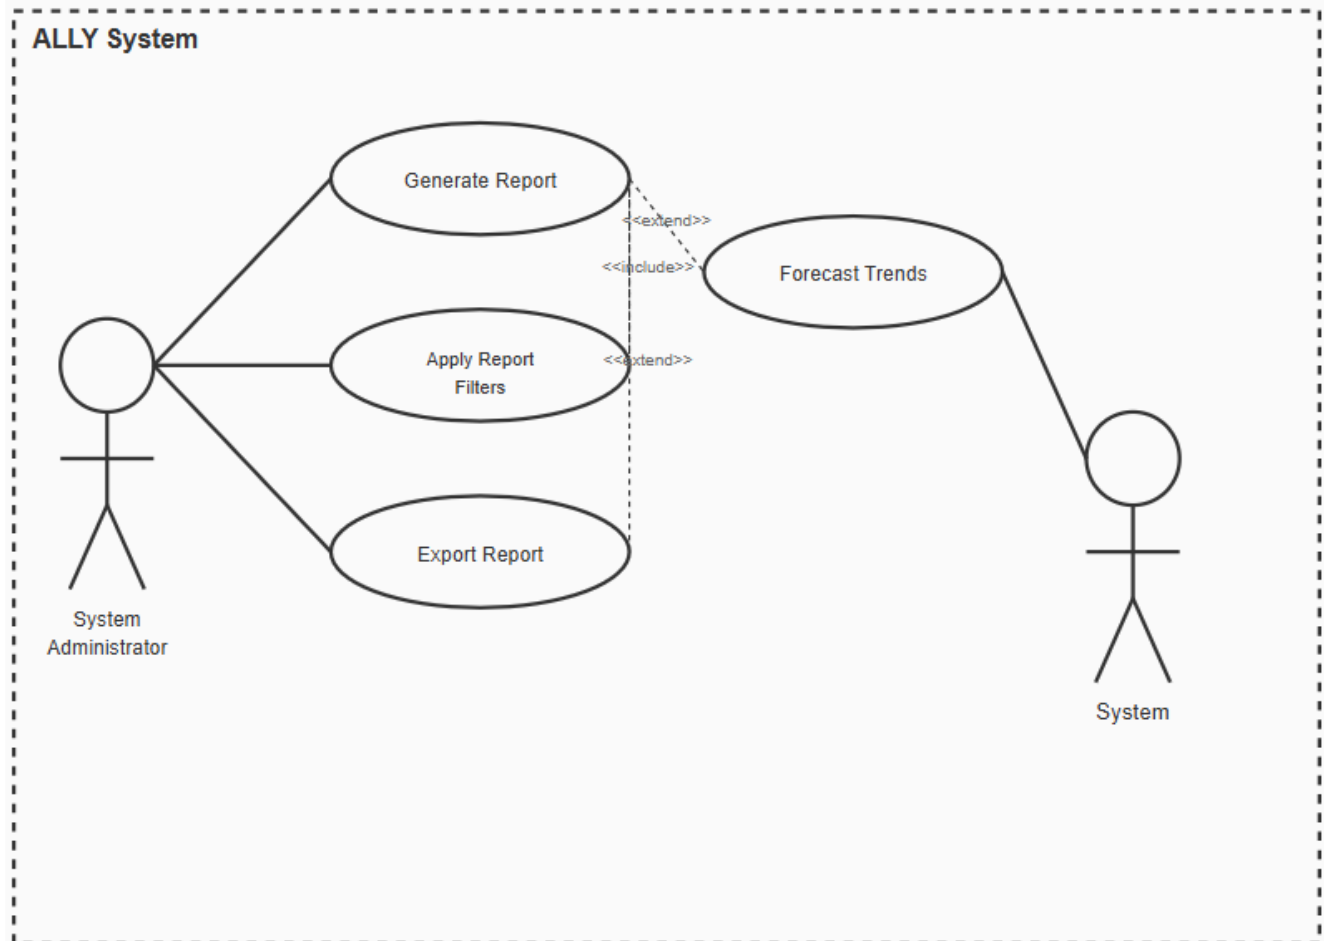 ALLY System
Generate Report
<<extend>>
<<include>>
Forecast Trends
Apply Report
Filters
<<extend>>
Export Report
System
Administrator
System